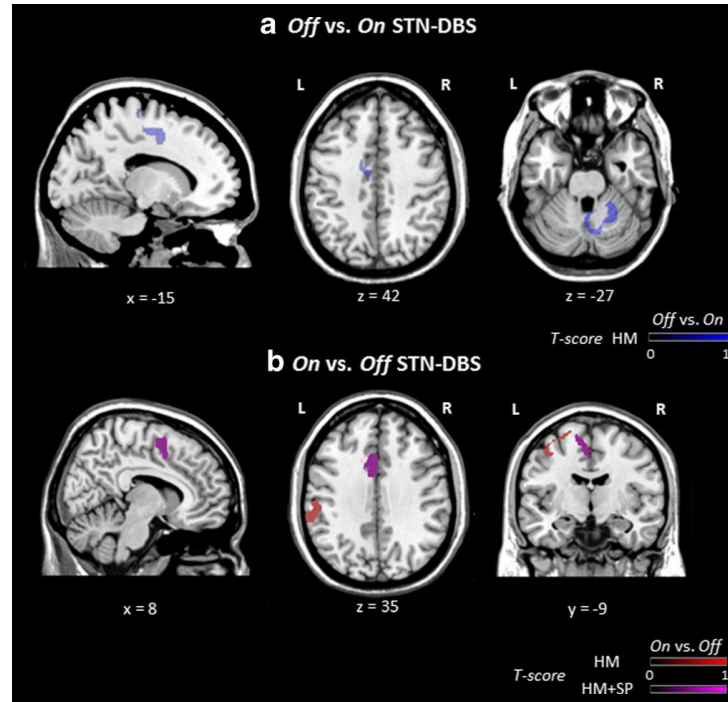 a Off vs. On STN-DBS
L R L R
x = -15 z = 42 z = -27
Off vs. On
T-score HM
0 1
b On vs. Off STN-DBS
L R L R
x = 8 z = 35 y = -9
On vs. Off
HM
T-score 0 1
HM+SP